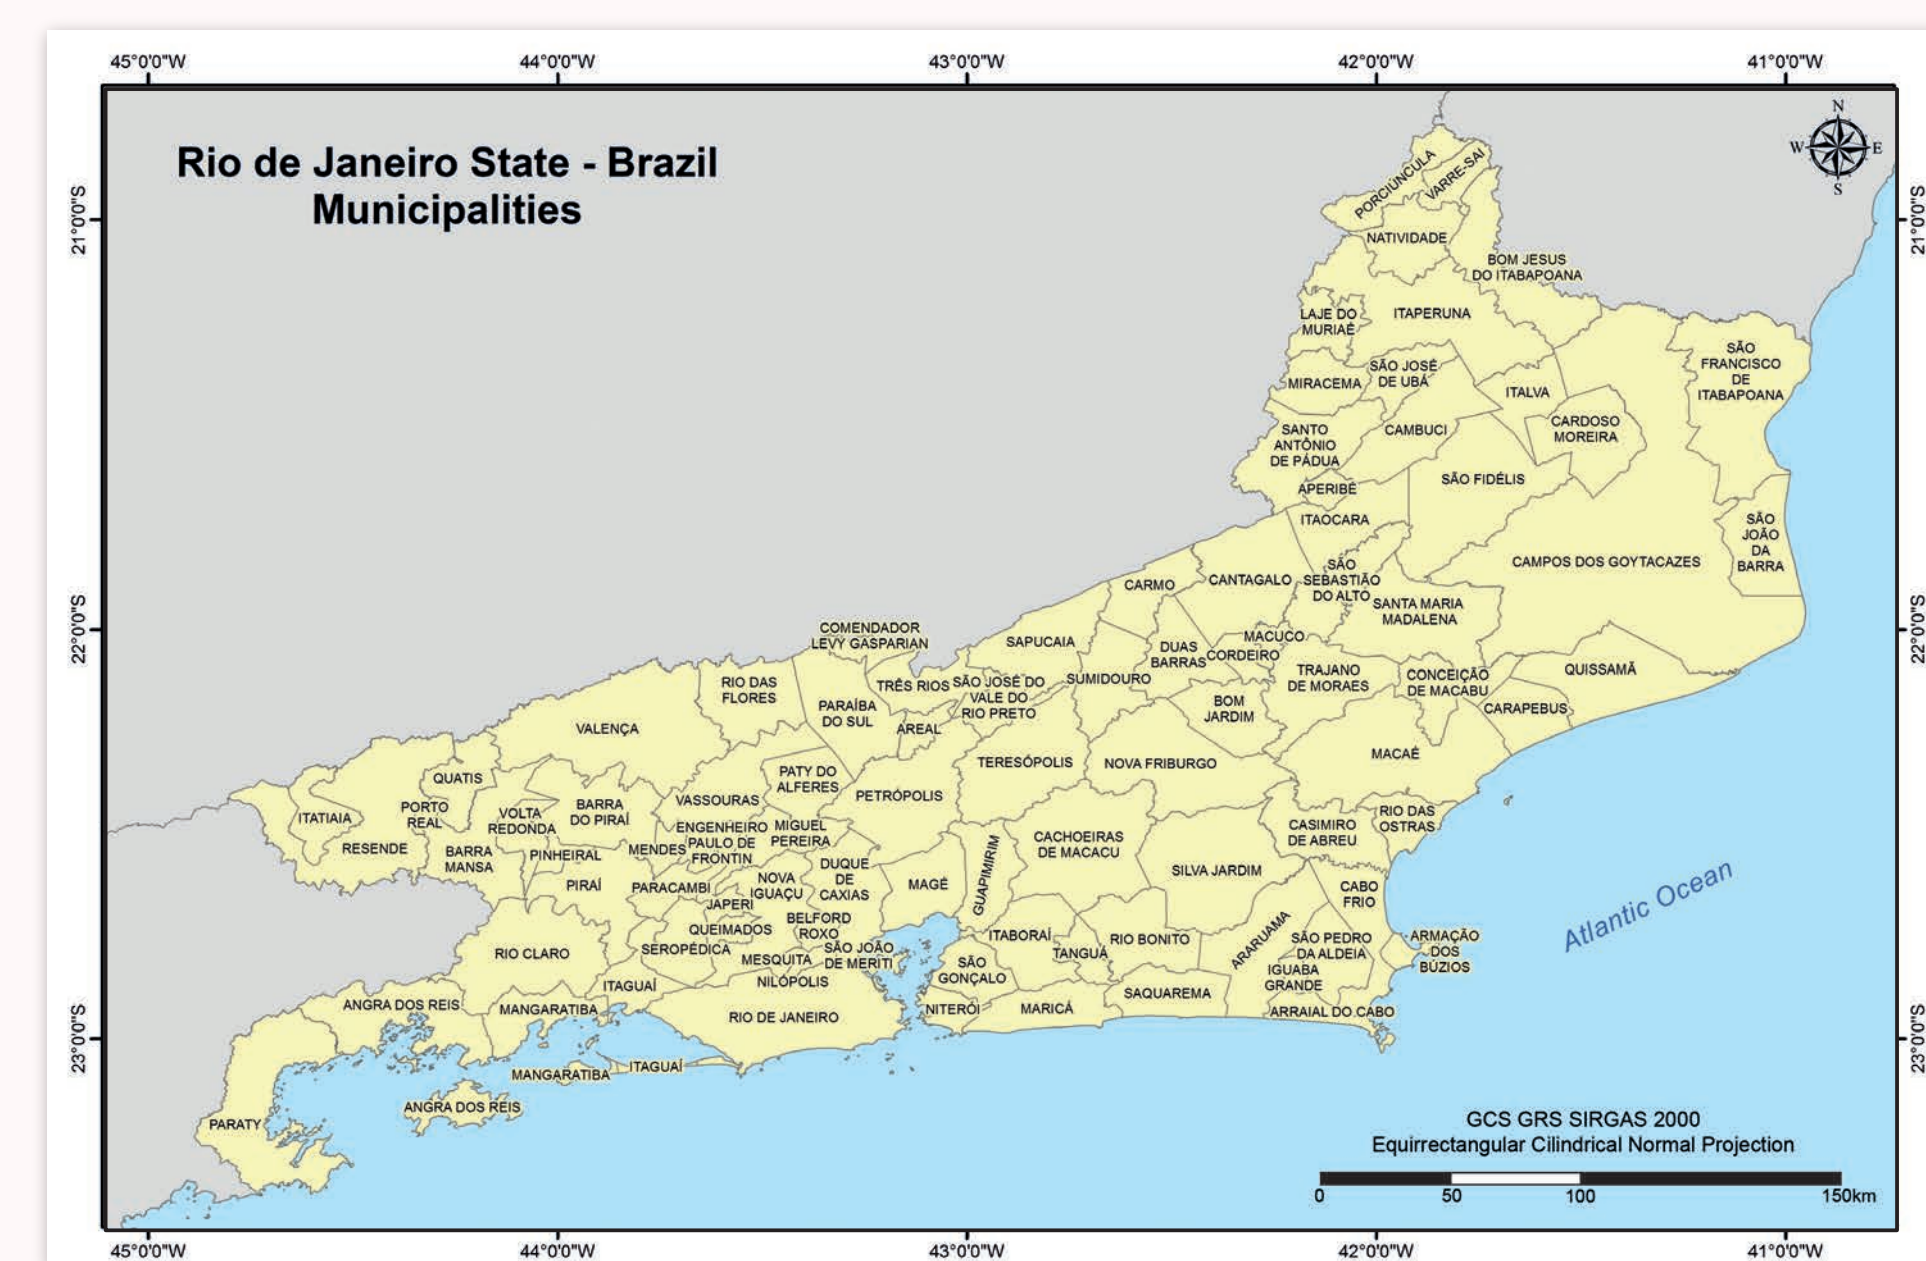 45°0'0"W
44°0'0"W
43°0'0"W
42°0'0"W
41°0'0"W
Rio de Janeiro State - Brazil
Municipalities
N
W
E
S
21°0'0"S
21°0'0"S
22°0'0"S
22°0'0"S
23°0'0"S
23°0'0"S
PORCIÚNCULA
VARRE-SAI
NATIVIDADE
BOM JESUS
DO ITABAPOANA
LAJE DO
MURIAÉ
ITAPERUNA
SÃO
FRANCISCO
DE
ITABAPOANA
MIRACEMA
SÃO JOSÉ
DE UBÁ
ITALVA
CARDOSO
MOREIRA
SANTO
ANTÔNIO
DE PÁDUA
CAMBUCI
APERIBÉ
SÃO FIDÉLIS
ITAOCARA
SÃO
JOÃO
DA
BARRA
CAMPOS DOS GOYTACAZES
CARMO
CANTAGALO
SÃO
SEBASTIÃO
DO ALTO
SANTA MARIA
MADALENA
COMENDADOR
LEVY GASPARIAN
SAPUCAIA
DUAS
BARRAS
MACUCO
CORDEIRO
TRAJANO
DE MORAES
CONCEIÇÃO
DE MACABU
QUISSAMÃ
CARAPEBUS
RIO DAS
FLORES
TRÊS RIOS
SÃO JOSÉ DO
VALE DO
RIO PRETO
SUMIDOURO
PARAÍBA
DO SUL
AREAL
BOM
JARDIM
VALENÇA
MACAÉ
TERESÓPOLIS
NOVA FRIBURGO
QUATIS
PATY DO
ALFERES
PETRÓPOLIS
ITATIAIA
PORTO
REAL
VOLTA
REDONDA
BARRA
DO PIRAÍ
VASSOURAS
RIO DAS
OSTRAS
CASIMIRO
DE ABREU
RESENDE
BARRA
MANSA
PINHEIRAL
MENDES
ENGENHEIRO
PAULO DE
FRONTIN
MIGUEL
PEREIRA
CACHOEIRAS
DE MACACU
GUAPIMIRIM
SILVA JARDIM
PIRAÍ
PARACAMBI
JAPERI
NOVA
IGUAÇU
DUQUE
DE
CAXIAS
MAGÉ
CABO
FRIO
QUEIMADOS
BELFORD
ROXO
RIO CLARO
SEROPÉDICA
MESQUITA
SÃO JOÃO
DE MERITI
ITABORAÍ
TANGUÁ
RIO BONITO
ARARUAMA
SÃO PEDRO
DA ALDEIA
ARMAÇÃO
DOS
BÚZIOS
Atlantic Ocean
SÃO
GONÇALO
IGUABA
GRANDE
ITAGUAÍ
NILÓPOLIS
SAQUAREMA
ANGRA DOS REIS
MANGARATIBA
RIO DE JANEIRO
NITERÓI
MARICÁ
ARRAIAL DO CABO
MANGARATIBA
ITAGUAÍ
ANGRA DOS REIS
PARATY
GCS GRS SIRGAS 2000
Equirrectangular Cilindrical Normal Projection
0
50
100
150km
45°0'0"W
44°0'0"W
43°0'0"W
42°0'0"W
41°0'0"W